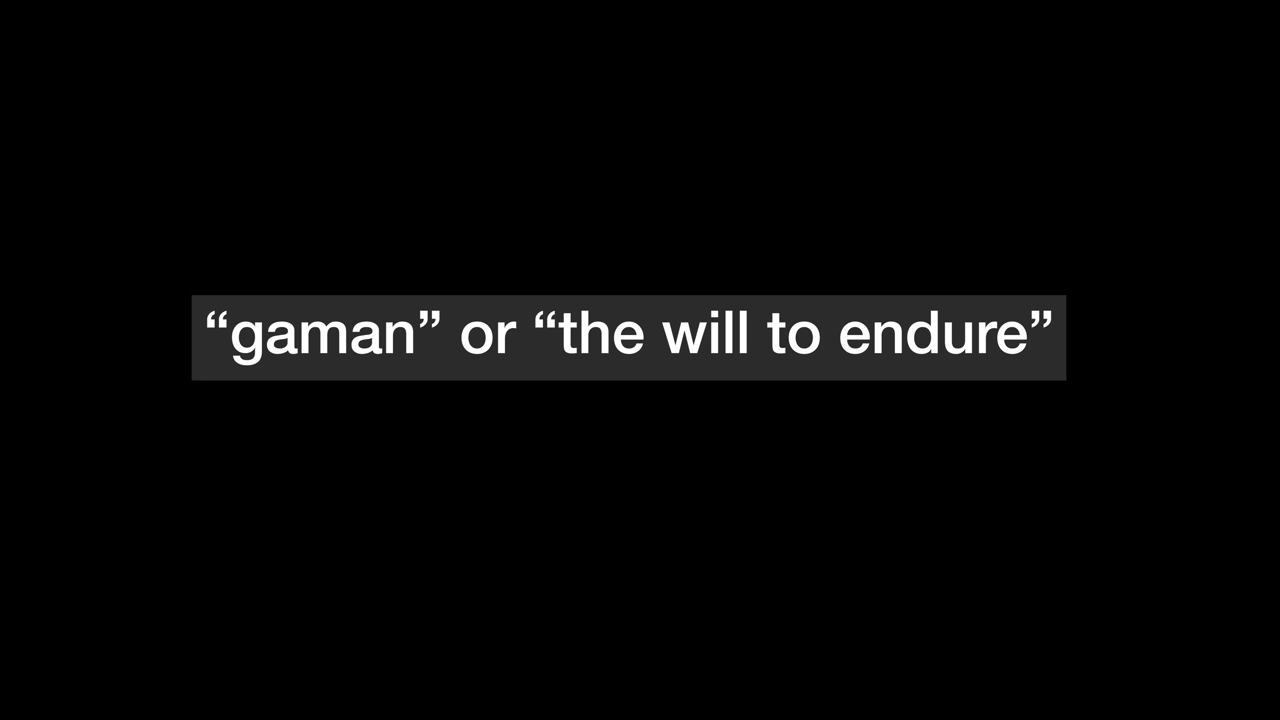 “gaman” or “the will to endure”